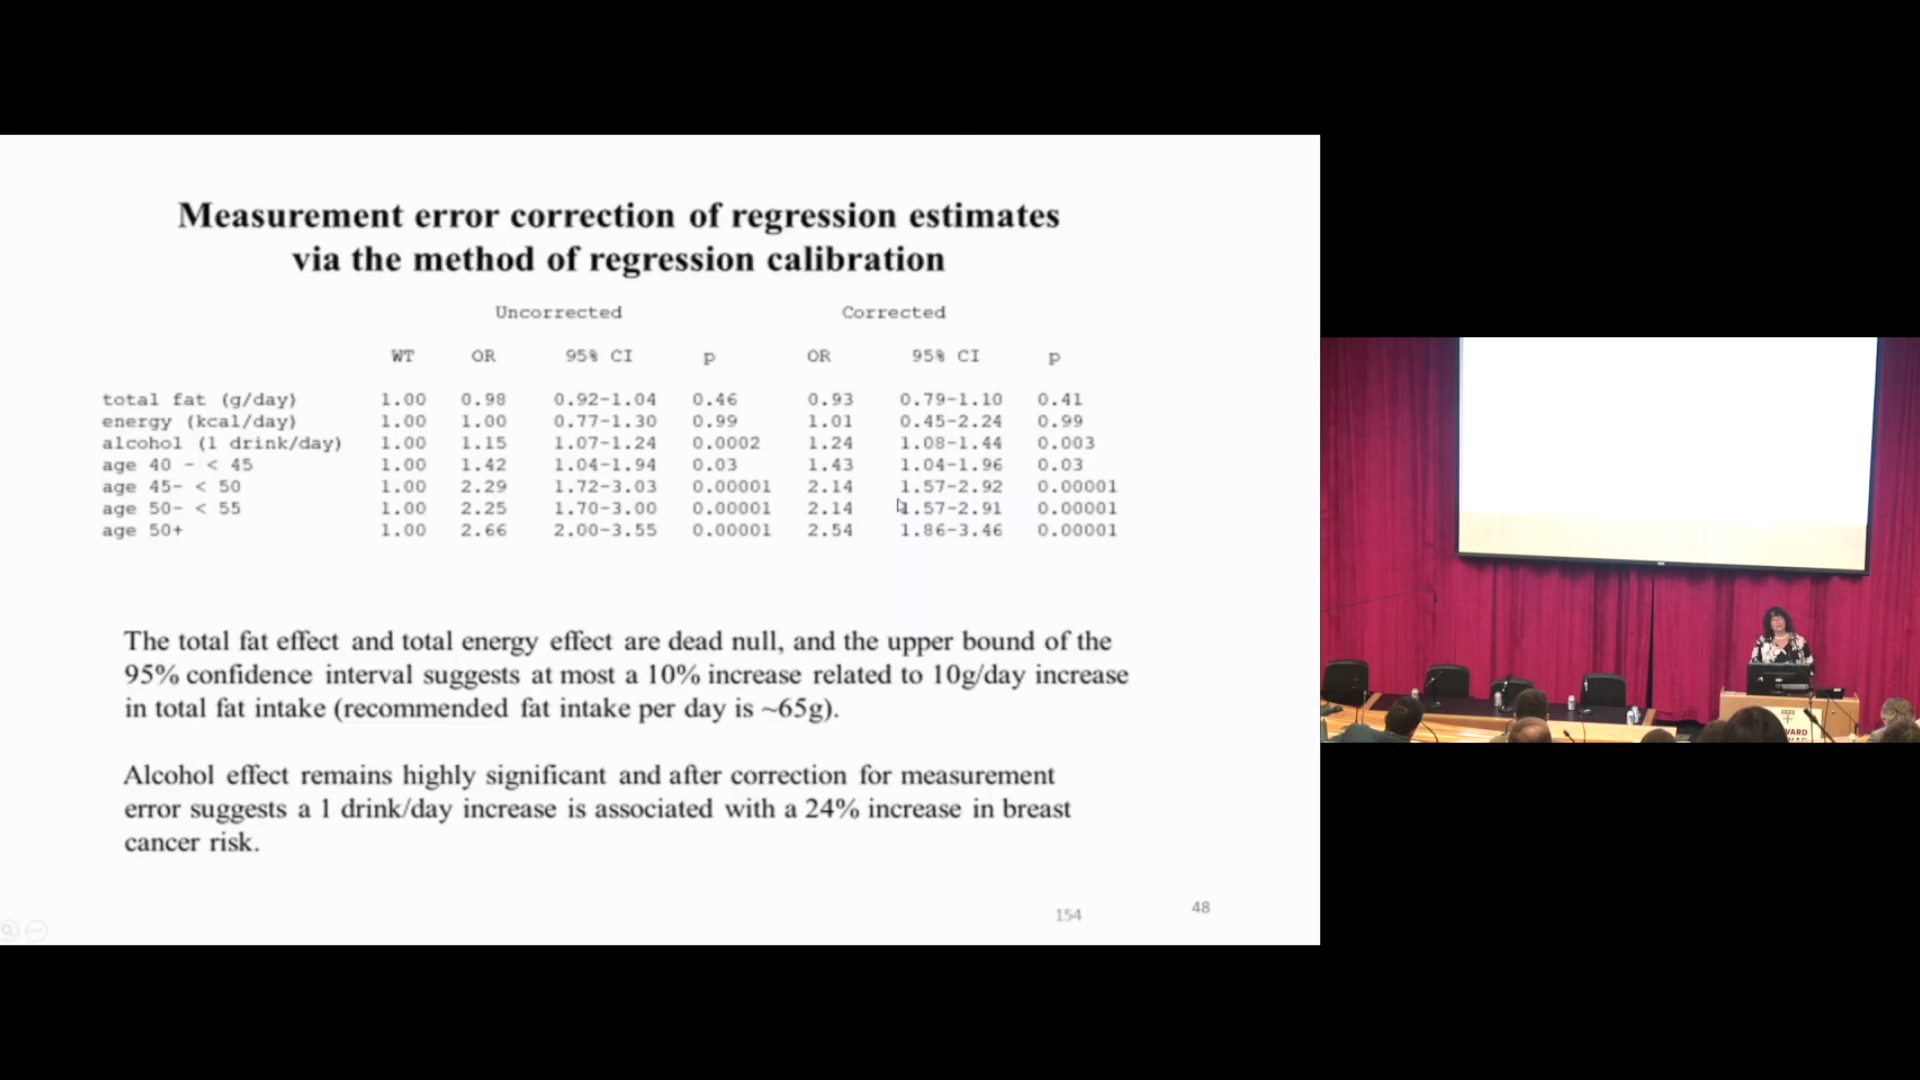 Measurement error correction of regression estimates
via the method of regression calibration
Uncorrected Corrected
WT OR 95% CI p OR 95% CI p
total fat (g/day) 1.00 0.98 0.92-1.04 0.46 0.93 0.79-1.10 0.41
energy (kcal/day) 1.00 1.00 0.77-1.30 0.99 1.01 0.45-2.24 0.99
alcohol (1 drink/day) 1.00 1.15 1.07-1.24 0.0002 1.24 1.08-1.44 0.003
age 40 - < 45 1.00 1.42 1.04-1.94 0.03 1.43 1.04-1.96 0.03
age 45- < 50 1.00 2.29 1.72-3.03 0.00001 2.14 1.57-2.92 0.00001
age 50- < 55 1.00 2.25 1.70-3.00 0.00001 2.14 1.57-2.91 0.00001
age 50+ 1.00 2.66 2.00-3.55 0.00001 2.54 1.86-3.46 0.00001
The total fat effect and total energy effect are dead null, and the upper bound of the
95% confidence interval suggests at most a 10% increase related to 10g/day increase
in total fat intake (recommended fat intake per day is ~65g).
Alcohol effect remains highly significant and after correction for measurement
error suggests a 1 drink/day increase is associated with a 24% increase in breast
cancer risk.
154
48